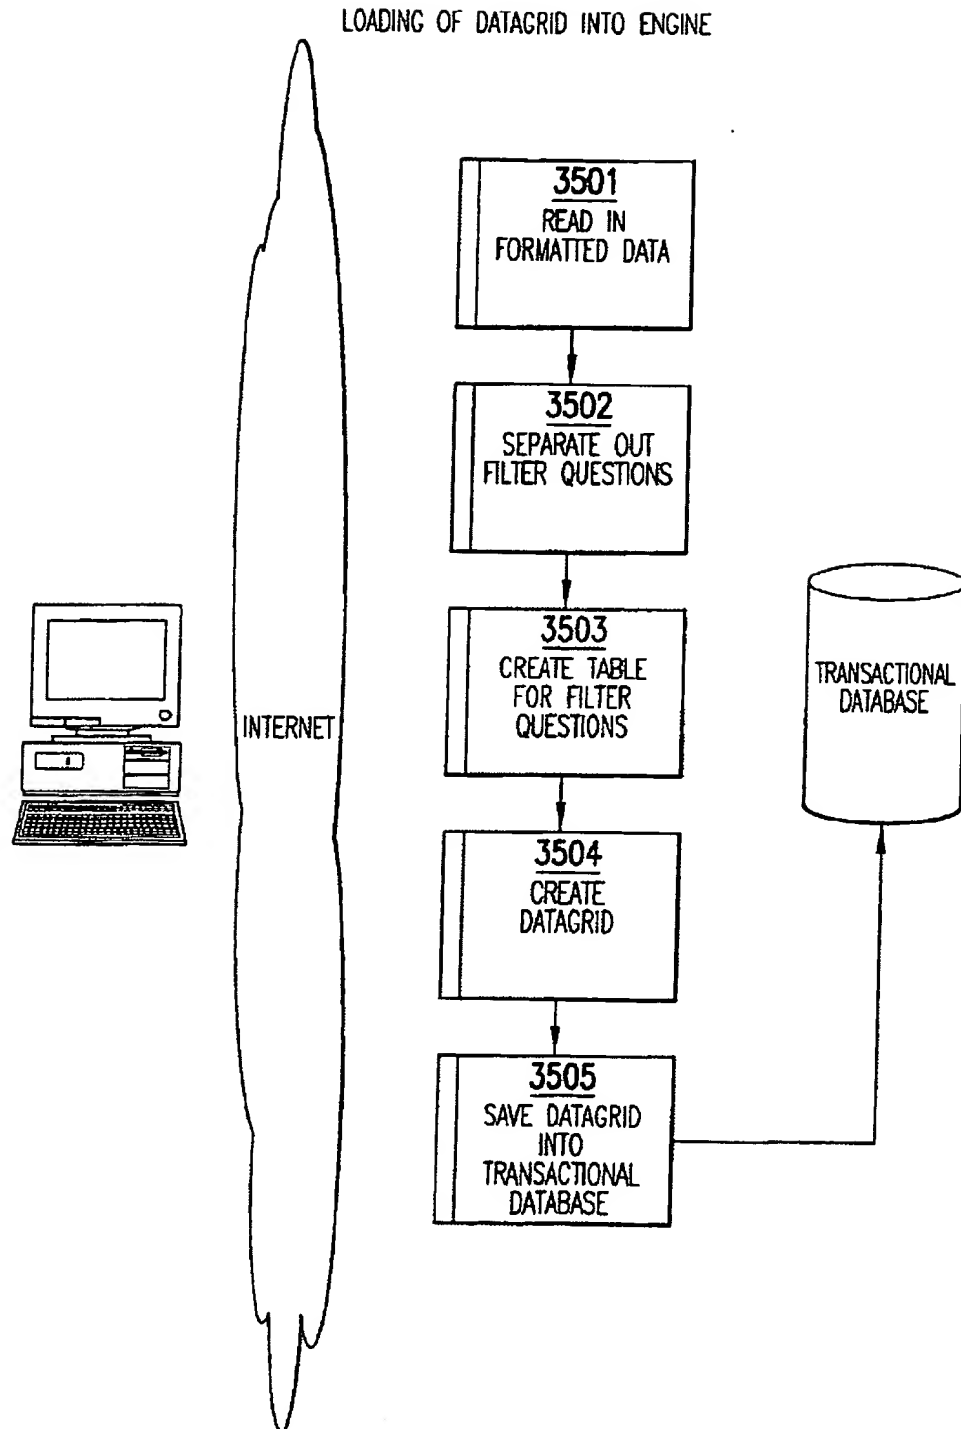 LOADING OF DATAGRID INTO ENGINE
3501
READ IN
FORMATTED DATA
3502
SEPARATE OUT
FILTER QUESTIONS
3503
CREATE TABLE
FOR FILTER
QUESTIONS
TRANSACTIONAL
DATABASE
INTERNET
3504
CREATE
DATAGRID
3505
SAVE DATAGRID
INTO
TRANSACTIONAL
DATABASE